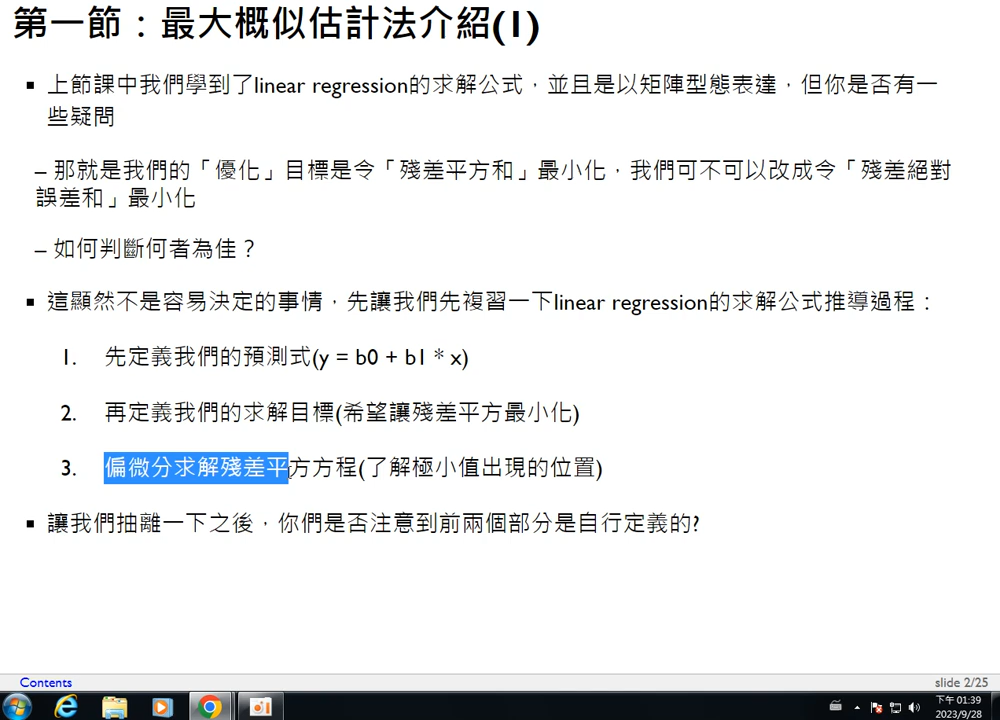 第一節：最大概似估計法介紹(1)
▪ 上節課中我們學到了linear regression的求解公式，並且是以矩陣型態表達，但你是否有一
些疑問
– 那就是我們的「優化」目標是令「殘差平方和」最小化，我們可不可以改成令「殘差絕對
誤差和」最小化
– 如何判斷何者為佳？
▪ 這顯然不是容易決定的事情，先讓我們先複習一下linear regression的求解公式推導過程：
1. 先定義我們的預測式(y = b0 + b1 * x)
2. 再定義我們的求解目標(希望讓殘差平方最小化)
3. 偏微分求解殘差平方方程(了解極小值出現的位置)
▪ 讓我們抽離一下之後，你們是否注意到前兩個部分是自行定義的?
Contents
slide 2/25
下午 01:39
2023/9/28